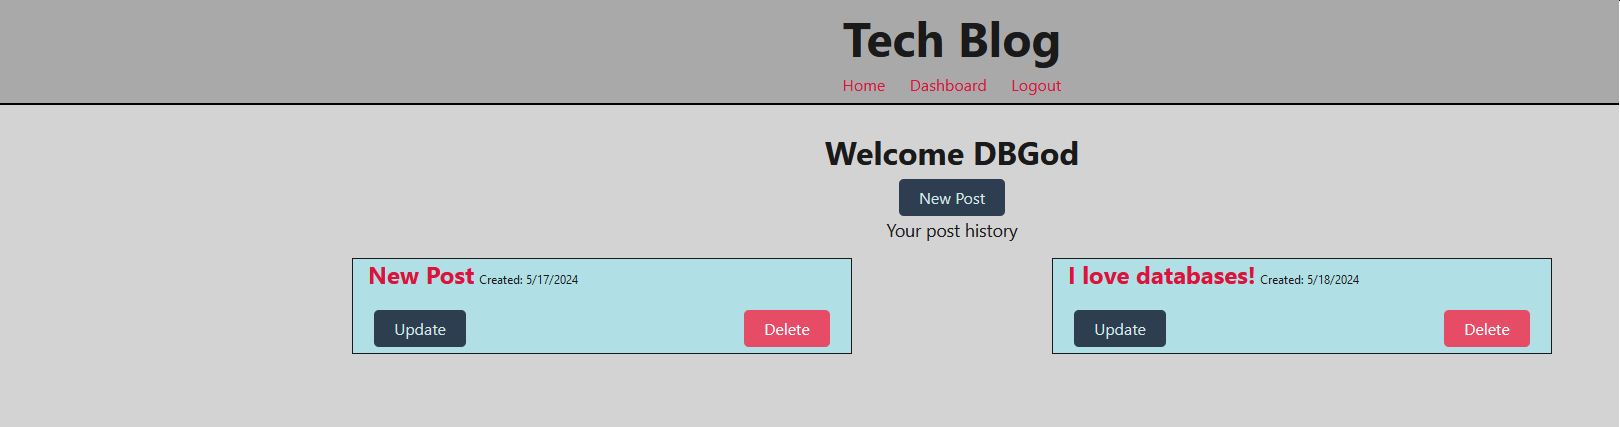 Tech Blog
Home Dashboard Logout
Welcome DBGod
New Post
Your post history
New Post Created: 5/17/2024
Update Delete
I love databases! Created: 5/18/2024
Update Delete